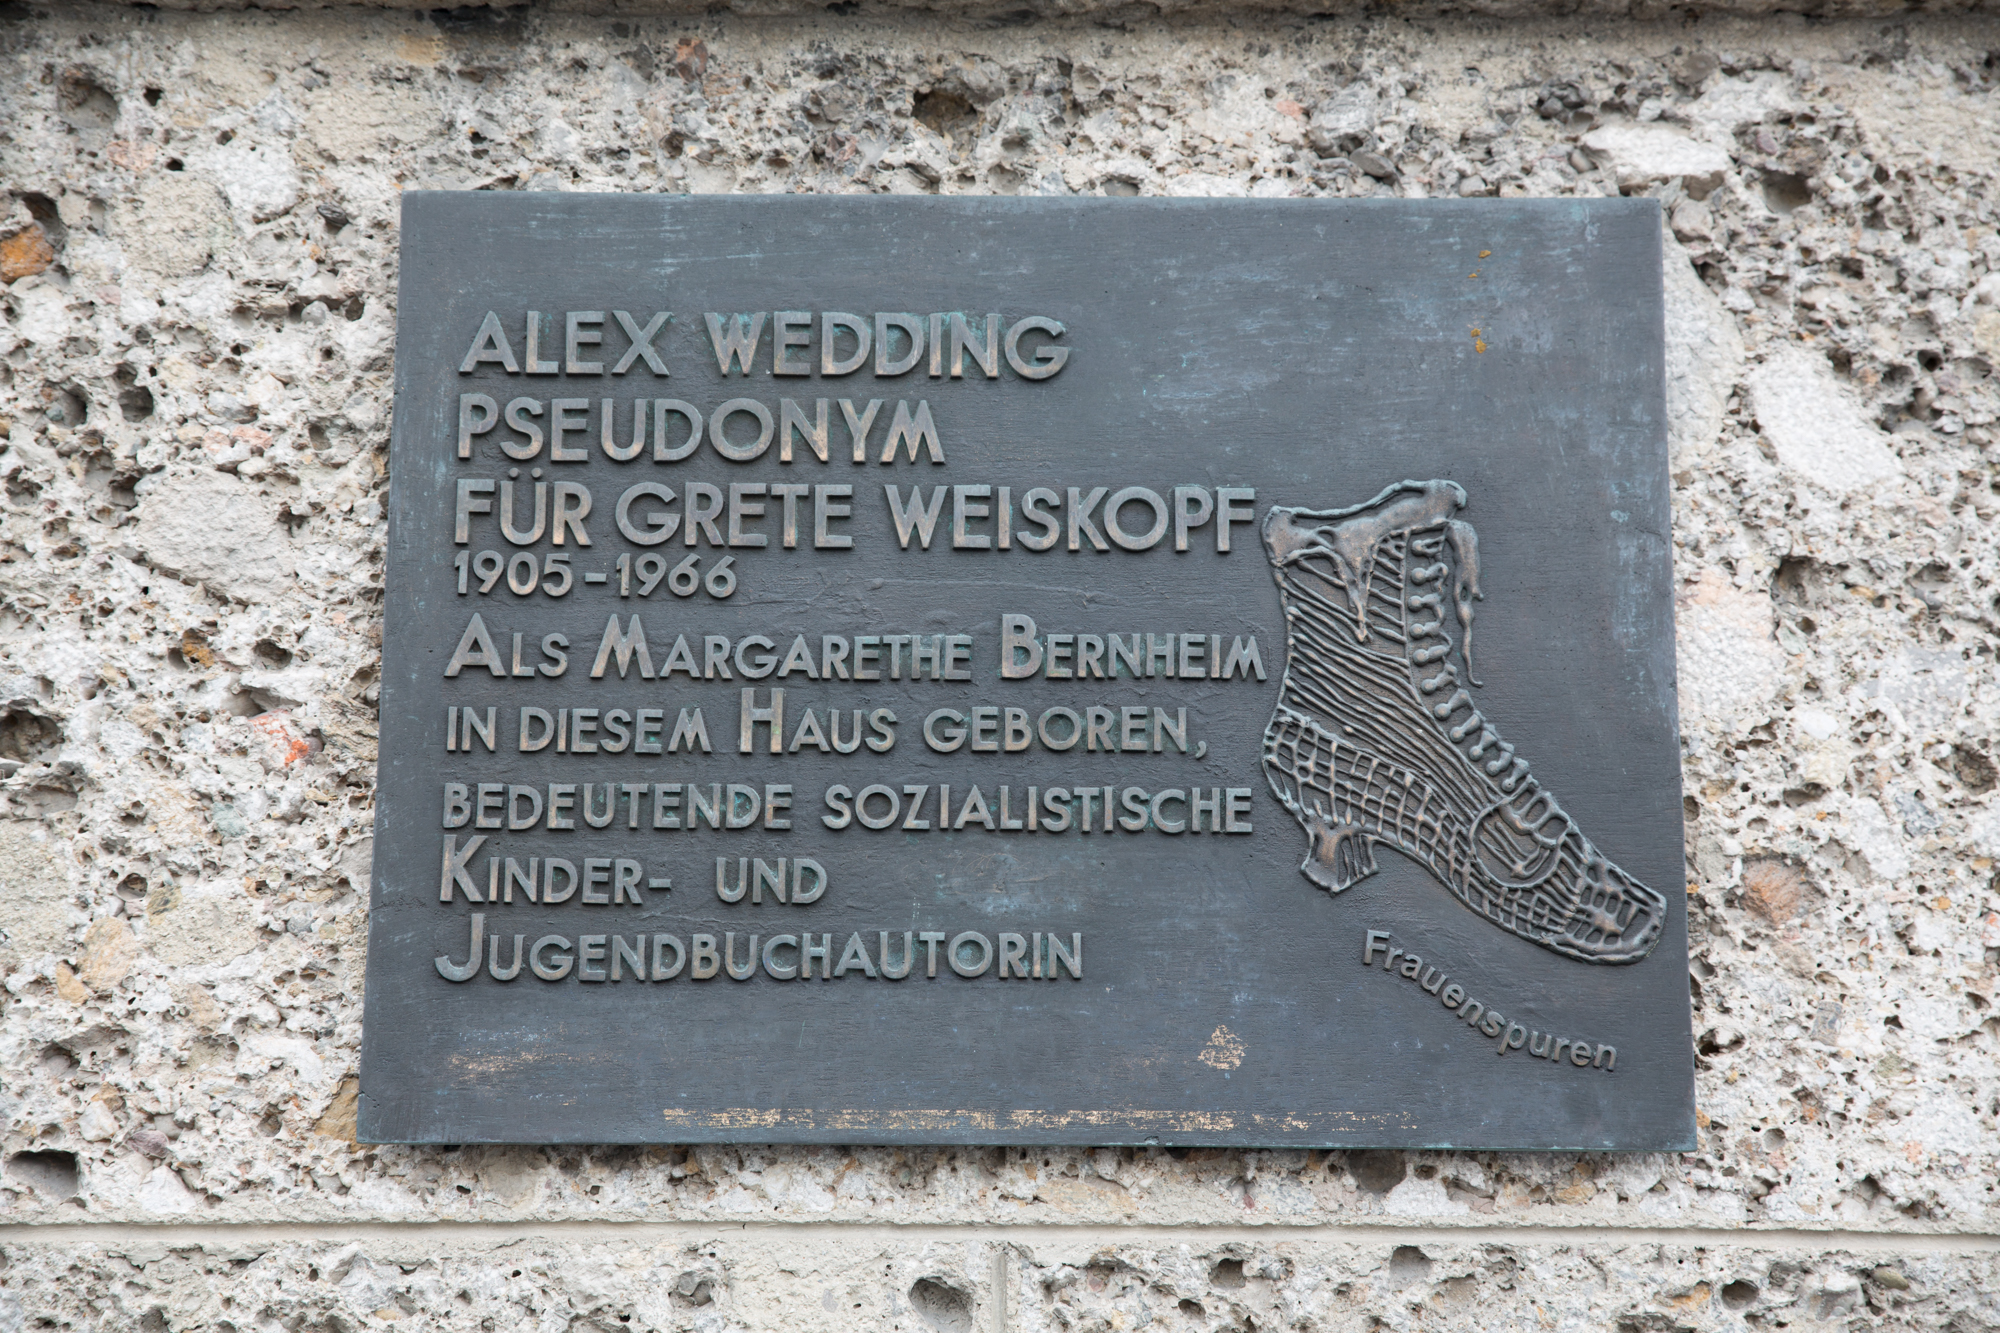 ALEX WEDDING
PSEUDONYM
FÜR GRETE WEISKOPF
1905-1966
ALS MARGARETHE BERNHEIM
IN DIESEM HAUS GEBOREN,
BEDEUTENDE SOZIALISTISCHE
KINDER- UND
JUGENDBUCHAUTORIN
Frauenspuren